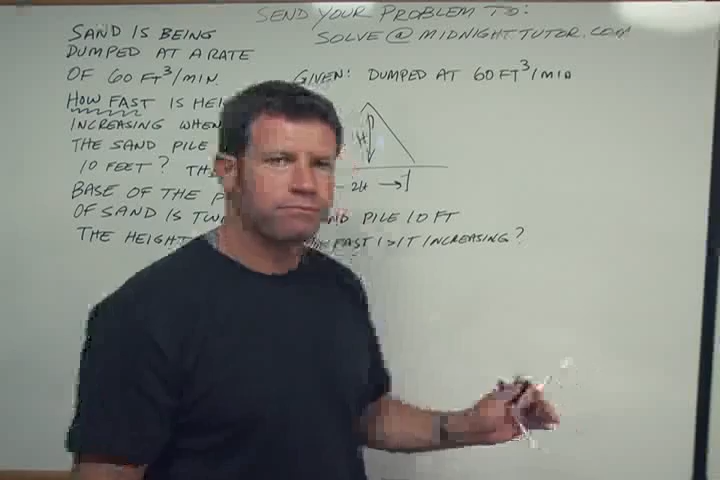 SEND YOUR PROBLEM TO:
SOLVE@MIDNIGHTTUTOR.COM
SAND IS BEING
DUMPED AT A RATE
OF 60 FT³/MIN.
HOW FAST IS
INCREASING WHEN
THE SAND PILE
10 FEET?
BASE OF THE
OF SAND IS
THE HEIGHT
GIVEN: DUMPED AT 60 FT³/MIN
H
2H
PILE 10 FT
FAST IS IT INCREASING?